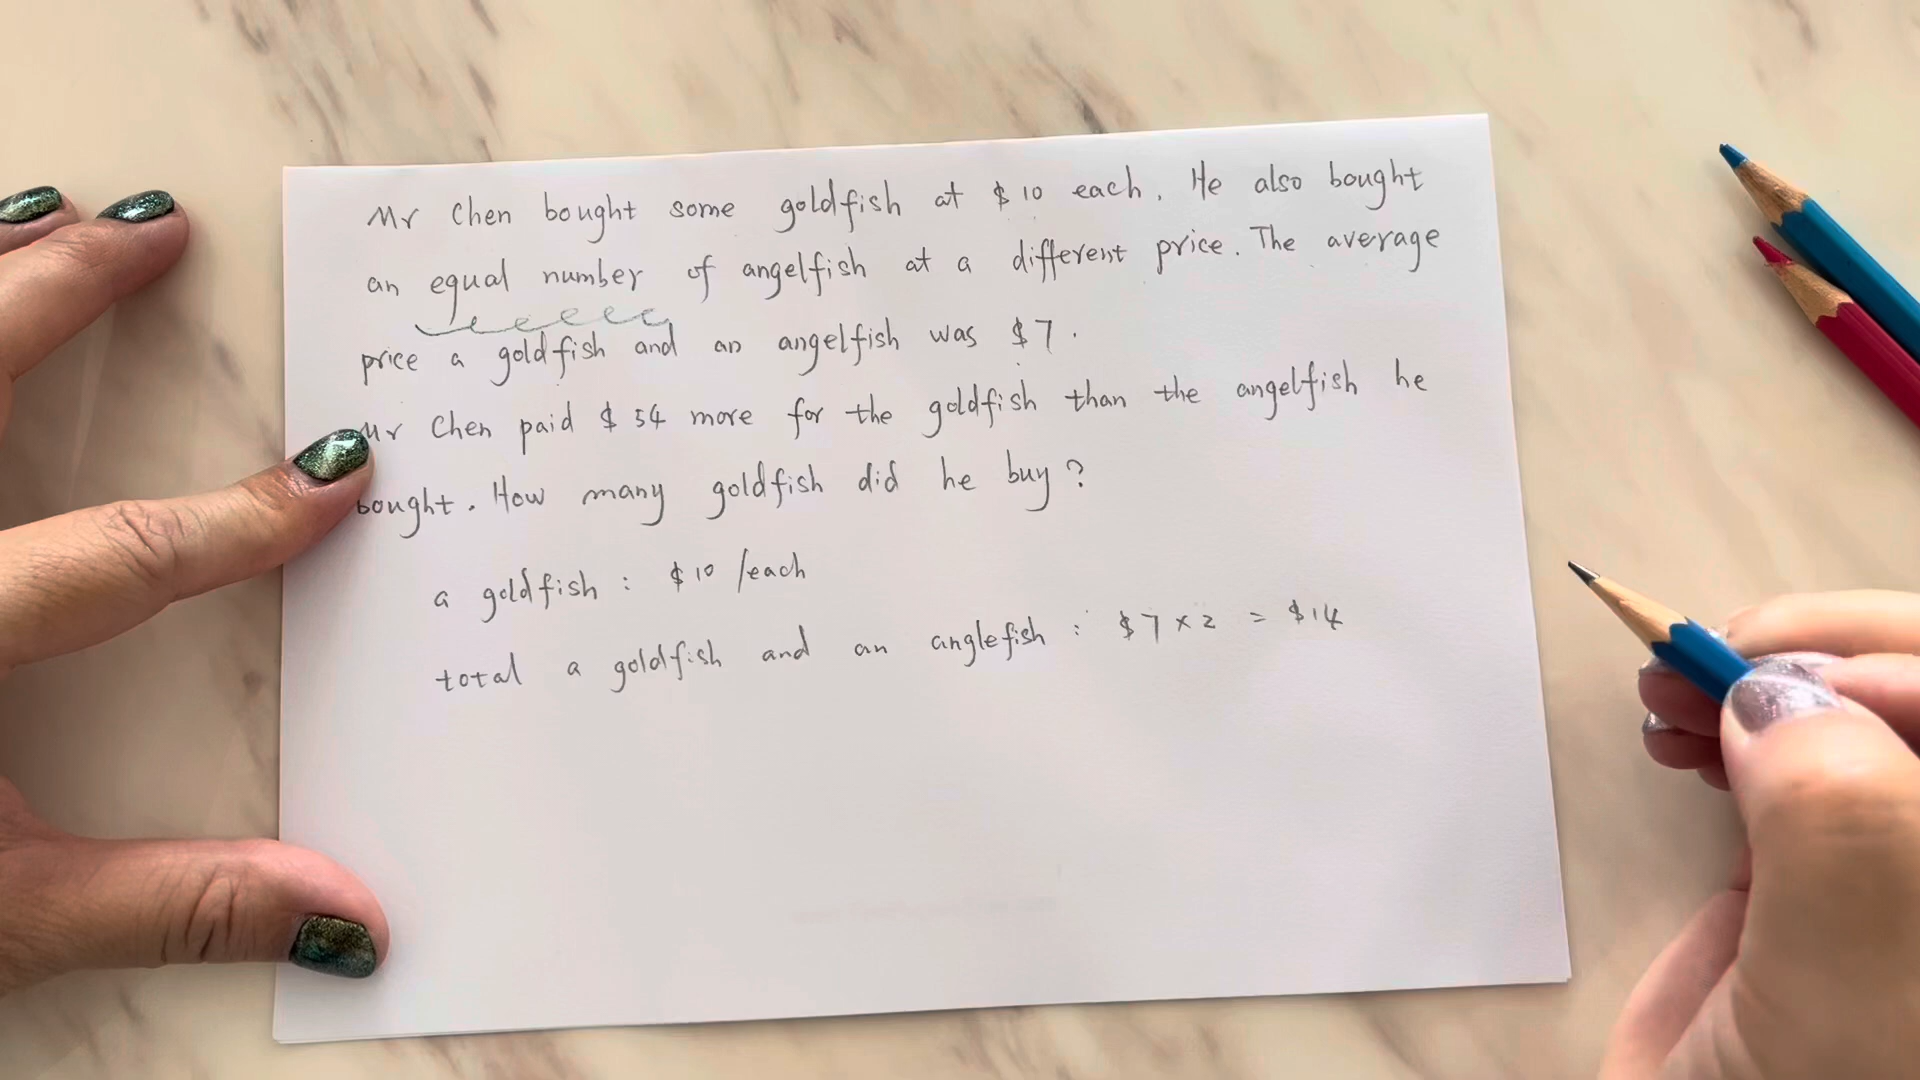 Mr Chen bought some goldfish at $10 each. He also bought
an equal number of angelfish at a different price. The average
price a goldfish and an angelfish was $7.
Mr Chen paid $54 more for the goldfish than the angelfish he
bought. How many goldfish did he buy?
a goldfish : $10 /each
total a goldfish and an anglefish : $7 × 2 = $14